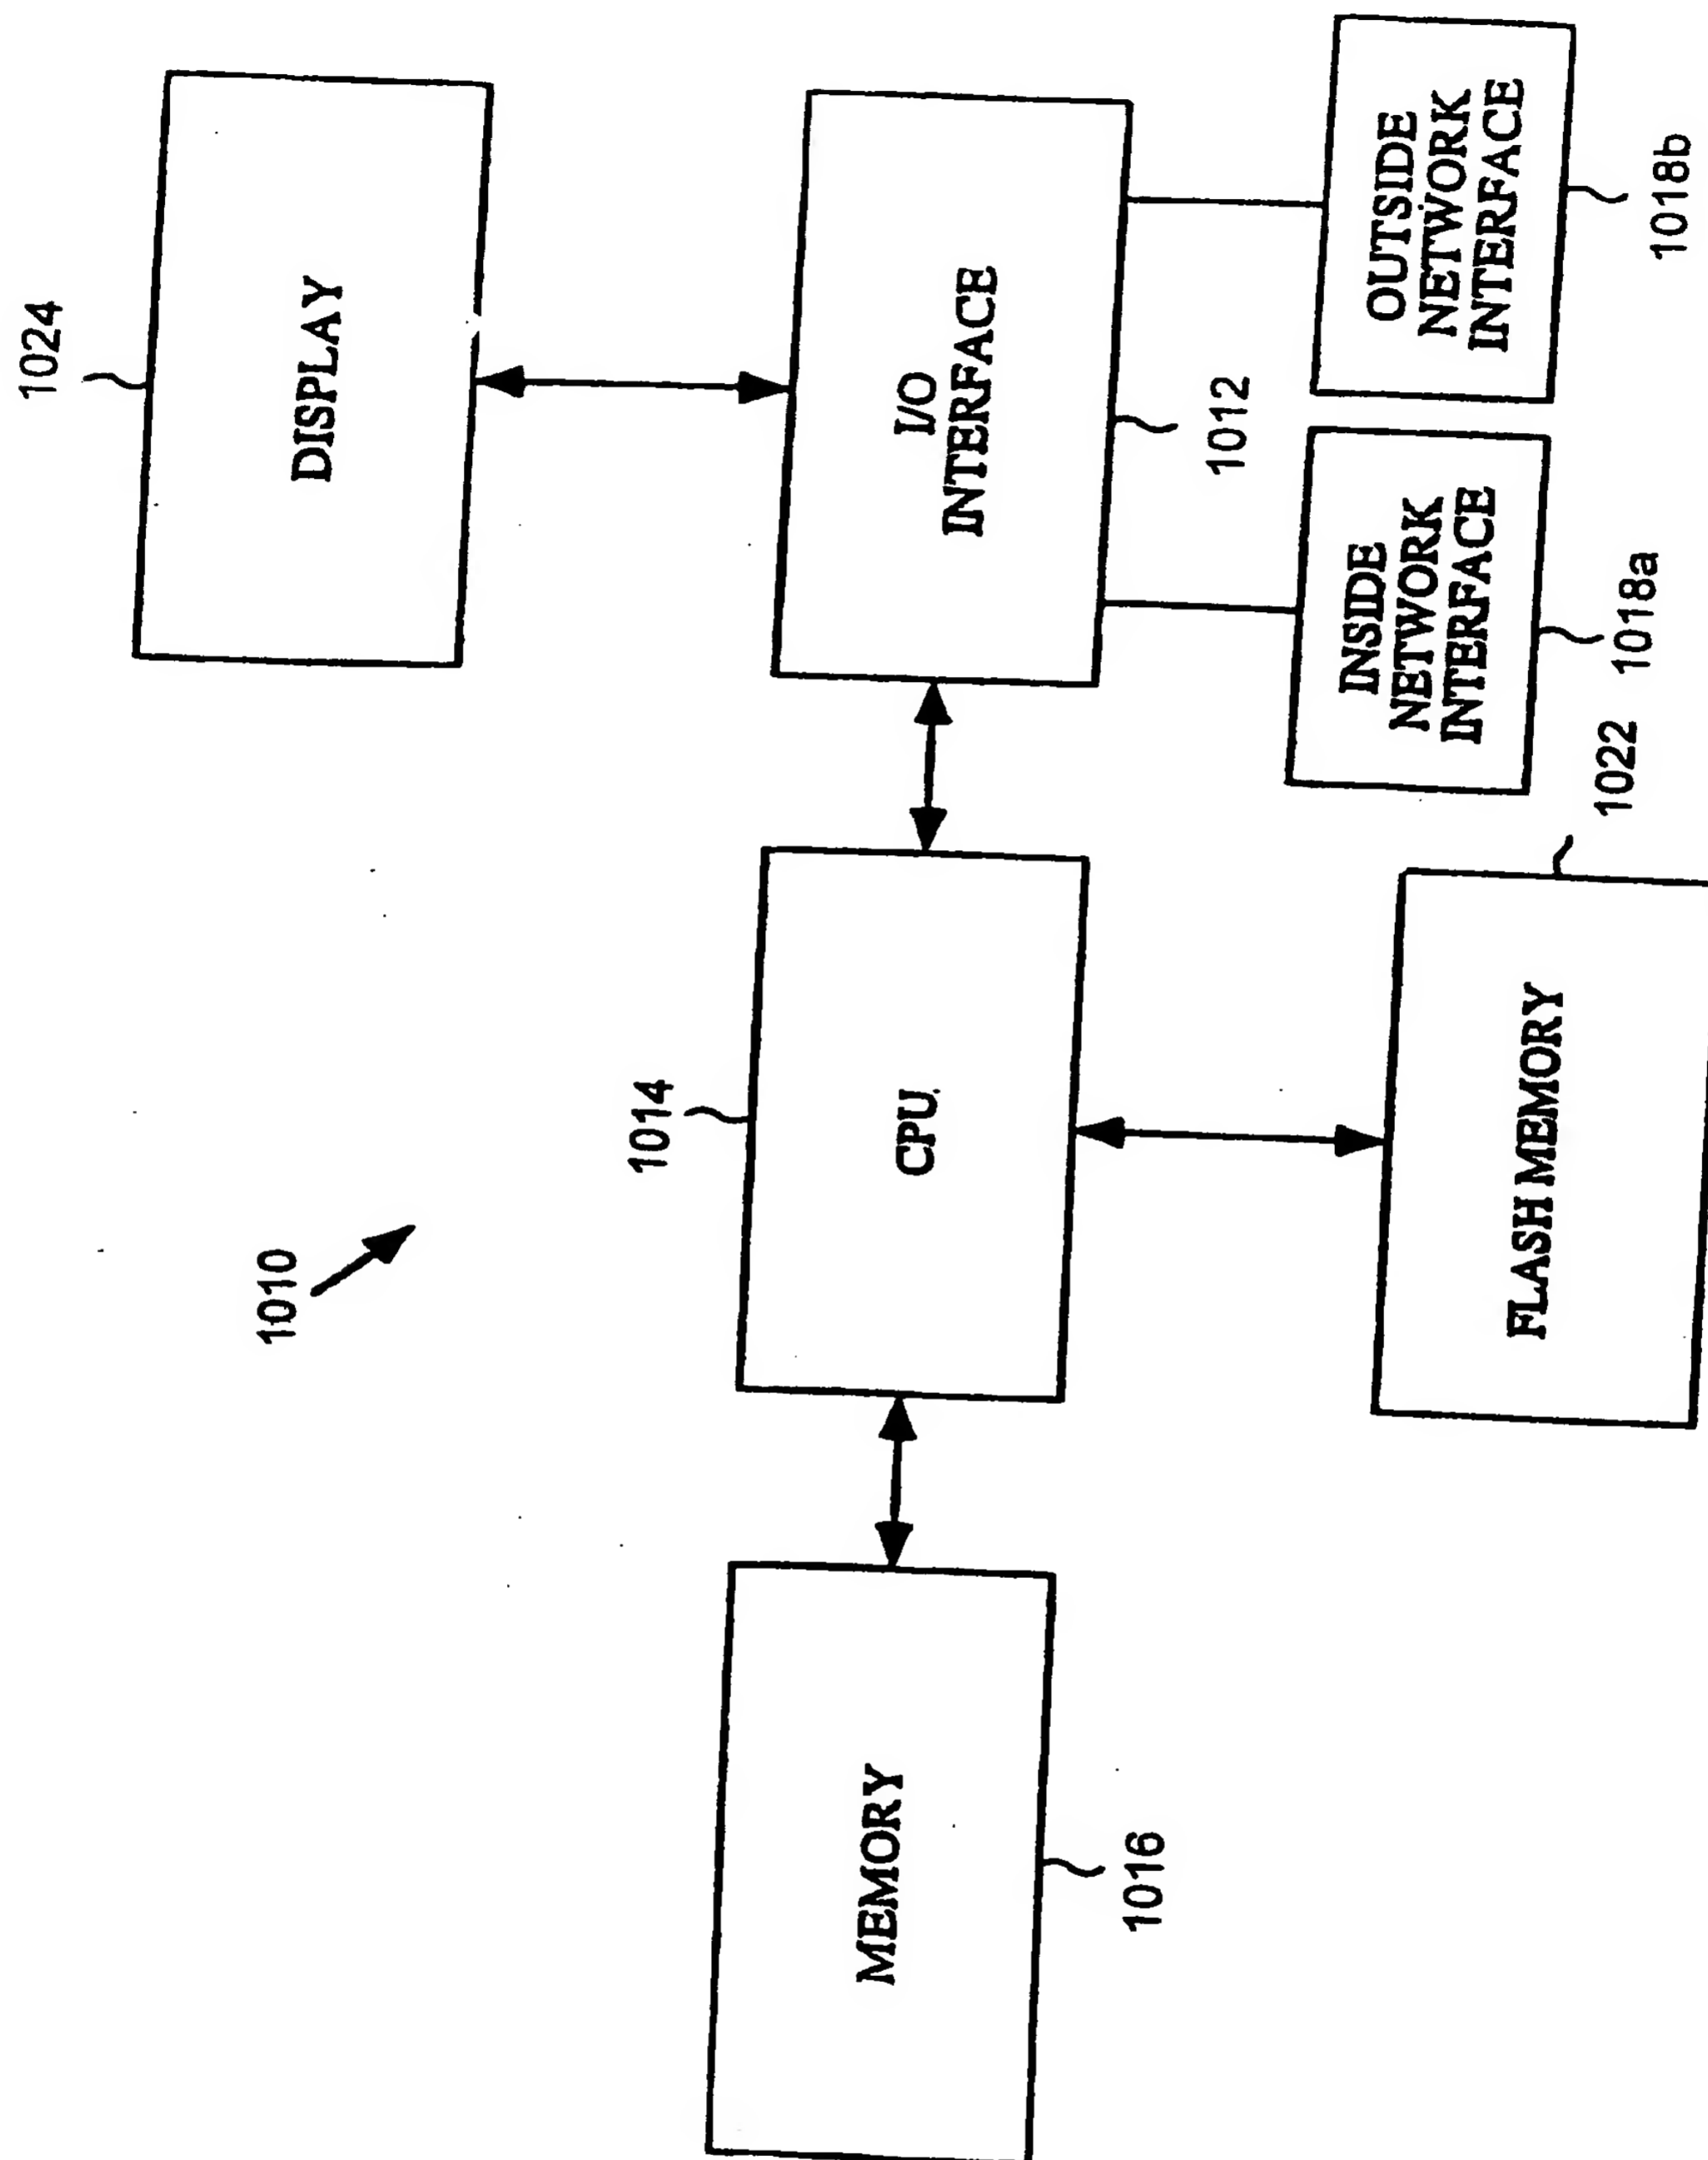 1024
DISPLAY
1010
1014
CPU
I/O
INTERFACE
MEMORY
1016
1012
FLASH MEMORY
1022
INSIDE
NETWORK
INTERFACE
1018a
OUTSIDE
NETWORK
INTERFACE
1018b